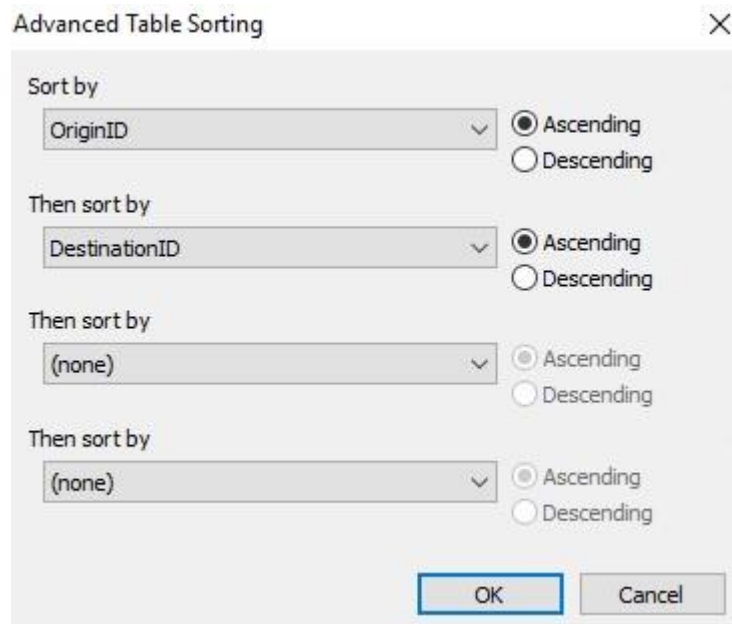 Advanced Table Sorting
Sort by
OriginID
Ascending
Descending
Then sort by
DestinationID
Ascending
Descending
Then sort by
(none)
Ascending
Descending
Then sort by
(none)
Ascending
Descending
OK Cancel